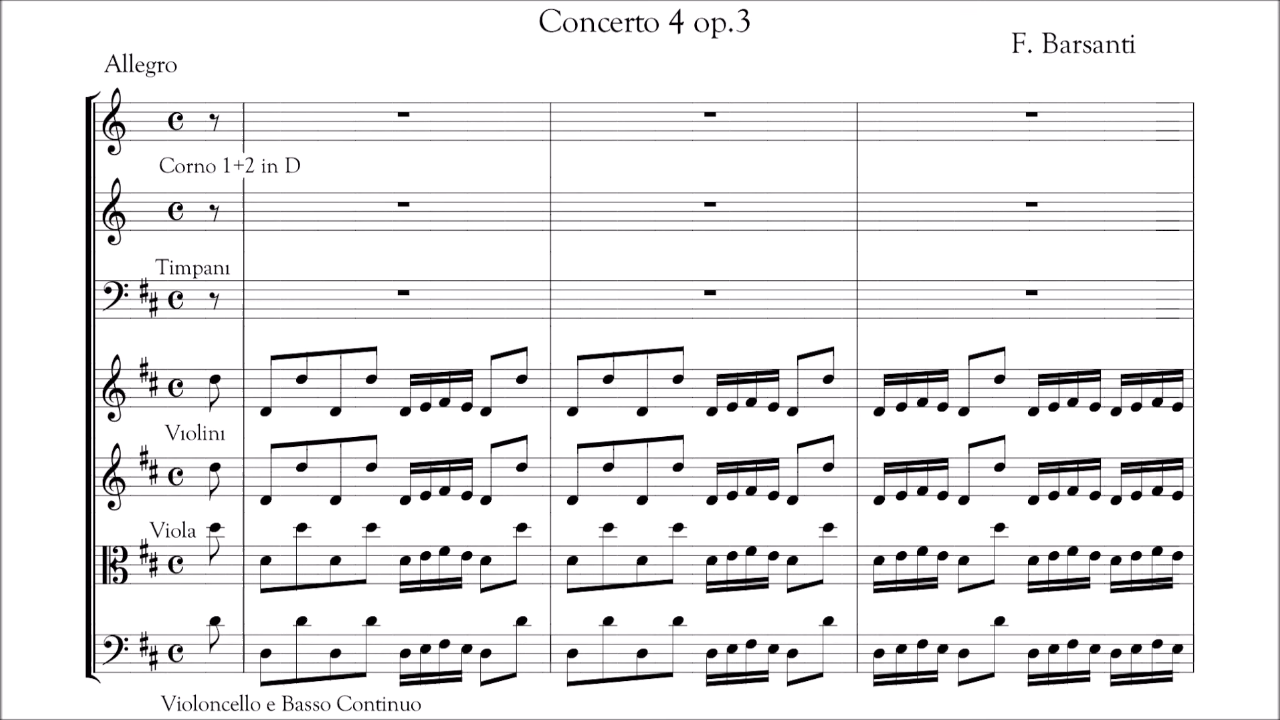 Concerto 4 op.3
F. Barsanti
Allegro
Corno 1+2 in D
Timpani
Violini
Viola
Violoncello e Basso Continuo